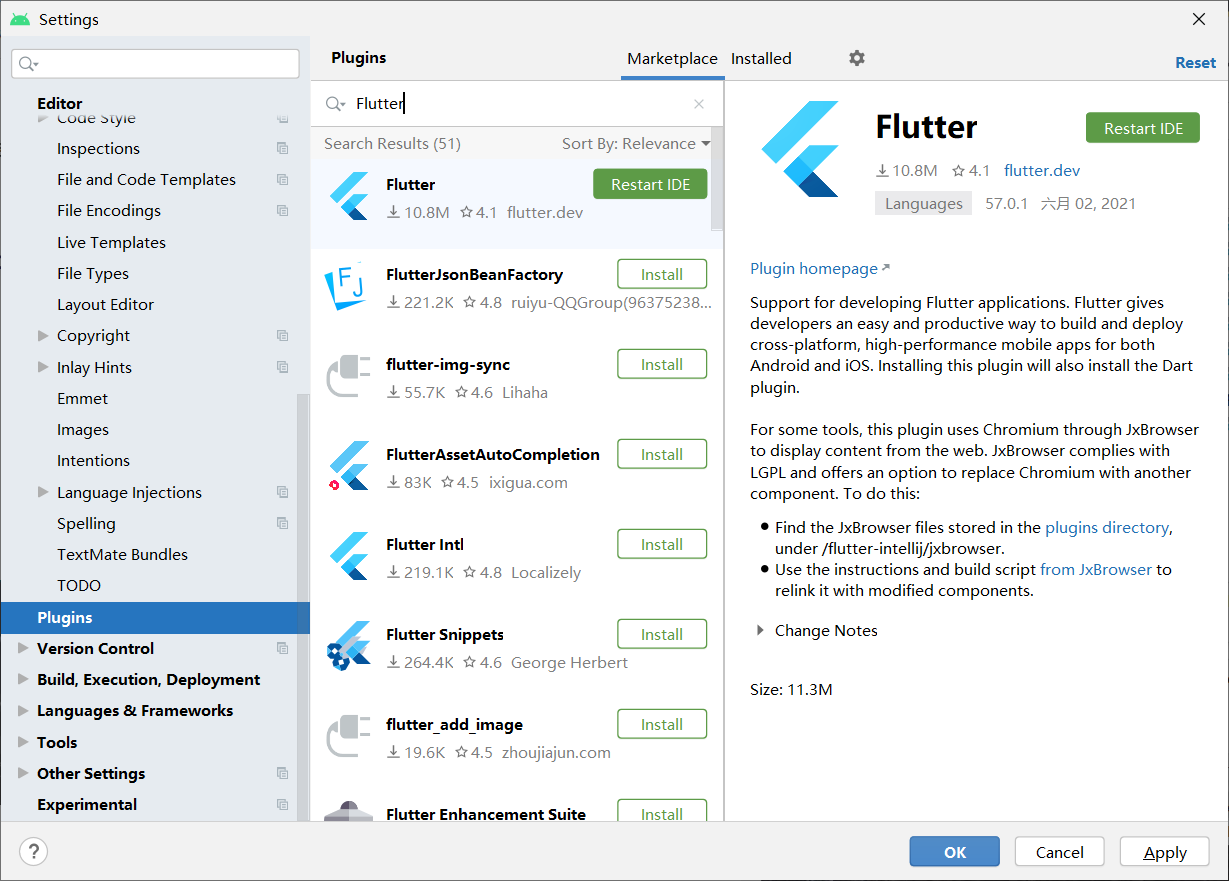 Settings
Editor
Code Style
Inspections
File and Code Templates
File Encodings
Live Templates
File Types
Layout Editor
Copyright
Inlay Hints
Emmet
Images
Intentions
Language Injections
Spelling
TextMate Bundles
TODO
Plugins
Version Control
Build, Execution, Deployment
Languages & Frameworks
Tools
Other Settings
Experimental
Plugins
Marketplace Installed
Reset
Flutter
Search Results (51) Sort By: Relevance
Flutter Restart IDE
10.8M 4.1 flutter.dev
FlutterJsonBeanFactory Install
221.2K 4.8 ruiyu-QQGroup(96375238...
flutter-img-sync Install
55.7K 4.6 Lihaha
FlutterAssetAutoCompletion Install
83K 4.5 ixigua.com
Flutter Intl Install
219.1K 4.8 Localizely
Flutter Snippets Install
264.4K 4.6 George Herbert
flutter_add_image Install
19.6K 4.5 zhoujiajun.com
Flutter Enhancement Suite Install
Flutter Restart IDE
10.8M 4.1 flutter.dev
Languages 57.0.1 六月 02, 2021
Plugin homepage
Support for developing Flutter applications. Flutter gives
developers an easy and productive way to build and deploy
cross-platform, high-performance mobile apps for both
Android and iOS. Installing this plugin will also install the Dart
plugin.
For some tools, this plugin uses Chromium through JxBrowser
to display content from the web. JxBrowser complies with
LGPL and offers an option to replace Chromium with another
component. To do this:
Find the JxBrowser files stored in the plugins directory,
under /flutter-intellij/jxbrowser.
Use the instructions and build script from JxBrowser to
relink it with modified components.
Change Notes
Size: 11.3M
?
OK Cancel Apply